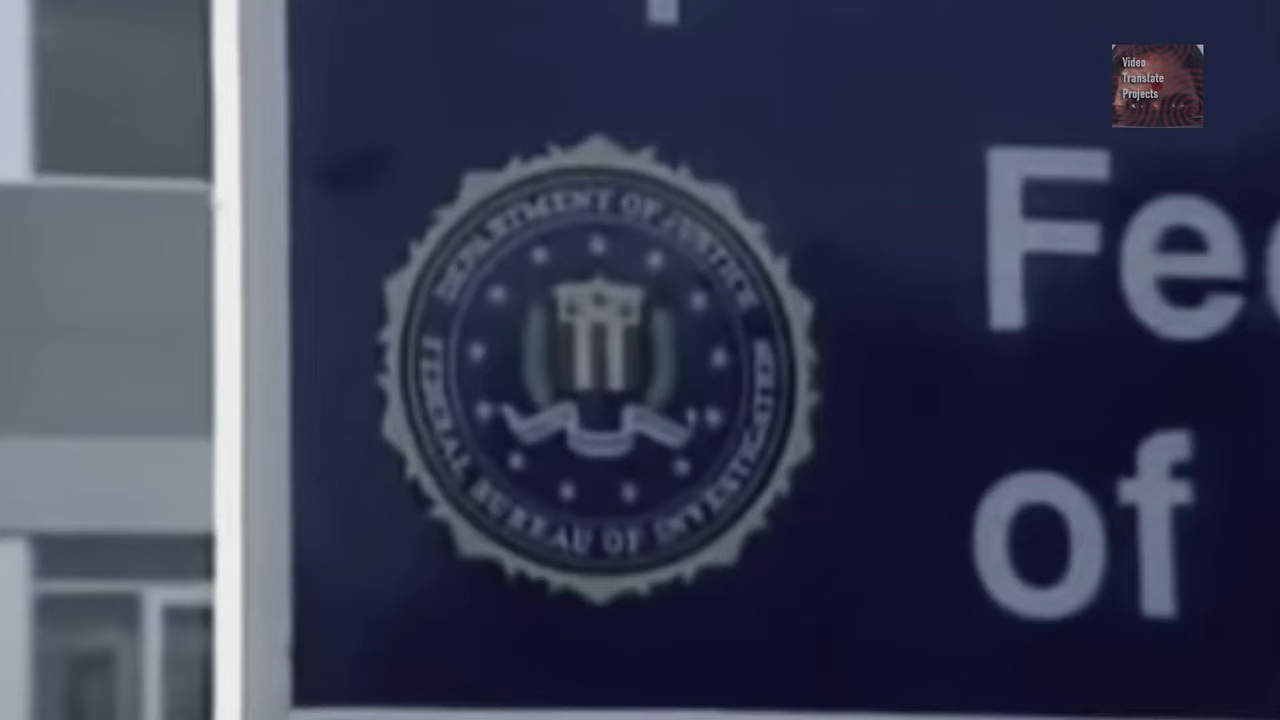 Video
Translate
Projects
DEPARTMENT OF JUSTICE
FEDERAL BUREAU OF INVESTIGATION
Fe
of